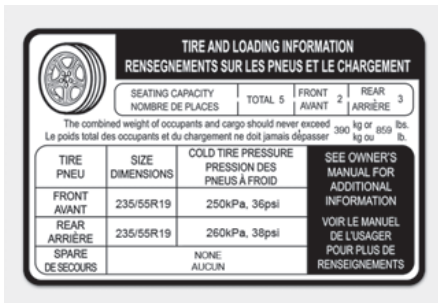 TIRE AND LOADING INFORMATION
RENSEGNEMENTS SUR LES PNEUS ET LE CHARGEMENT
SEATING CAPACITY
NOMBRE DE PLACES
TOTAL 5
FRONT
AVANT
2
REAR
ARRIÈRE
3
The combined weight of occupants and cargo should never exceed 390 kg or 859 lbs.
Le poids total des occupants et du chargement ne doit jamais dépasser kg ou lb.
TIRE
PNEU
SIZE
DIMENSIONS
COLD TIRE PRESSURE
PRESSION DES
PNEUS À FROID
FRONT
AVANT
235/55R19
250kPa, 36psi
REAR
ARRIÈRE
235/55R19
260kPa, 38psi
SPARE
DE SECOURS
NONE
AUCUN
SEE OWNER'S
MANUAL FOR
ADDITIONAL
INFORMATION
VOIR LE MANUEL
DE L'USAGER
POUR PLUS DE
RENSEIGNEMENTS